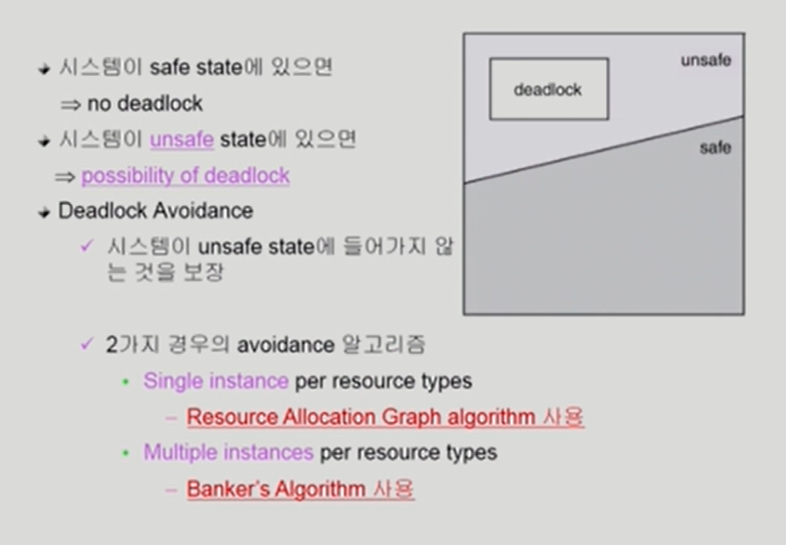 시스템이 safe state에 있으면
⇒ no deadlock
시스템이 unsafe state에 있으면
⇒ possibility of deadlock
Deadlock Avoidance
✓ 시스템이 unsafe state에 들어가지 않
는 것을 보장
✓ 2가지 경우의 avoidance 알고리즘
• Single instance per resource types
– Resource Allocation Graph algorithm 사용
• Multiple instances per resource types
– Banker's Algorithm 사용
unsafe
deadlock
safe